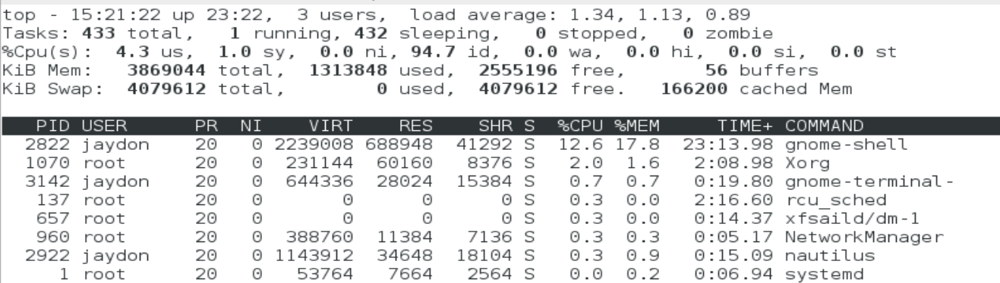 top - 15:21:22 up 23:22,  3 users,  load average: 1.34, 1.13, 0.89
Tasks: 433 total,   1 running, 432 sleeping,   0 stopped,   0 zombie
%Cpu(s):  4.3 us,  1.0 sy,  0.0 ni, 94.7 id,  0.0 wa,  0.0 hi,  0.0 si,  0.0 st
KiB Mem:   3869044 total,  1313848 used,  2555196 free,       56 buffers
KiB Swap:  4079612 total,        0 used,  4079612 free.   166200 cached Mem
PID USER      PR  NI    VIRT    RES    SHR S  %CPU %MEM     TIME+ COMMAND
2822 jaydon    20   0 2239008 688948  41292 S  12.6 17.8  23:13.98 gnome-shell
1070 root      20   0  231144  60160   8376 S   2.0  1.6   2:08.98 Xorg
3142 jaydon    20   0  644336  28024  15384 S   0.7  0.7   0:19.80 gnome-terminal-
137 root      20   0       0      0      0 S   0.3  0.0   2:16.60 rcu_sched
657 root      20   0       0      0      0 S   0.3  0.0   0:14.37 xfsaild/dm-1
960 root      20   0  388760  11384   7136 S   0.3  0.3   0:05.17 NetworkManager
2922 jaydon    20   0 1143912  34648  18104 S   0.3  0.9   0:15.09 nautilus
1 root      20   0   53764   7664   2564 S   0.0  0.2   0:06.94 systemd